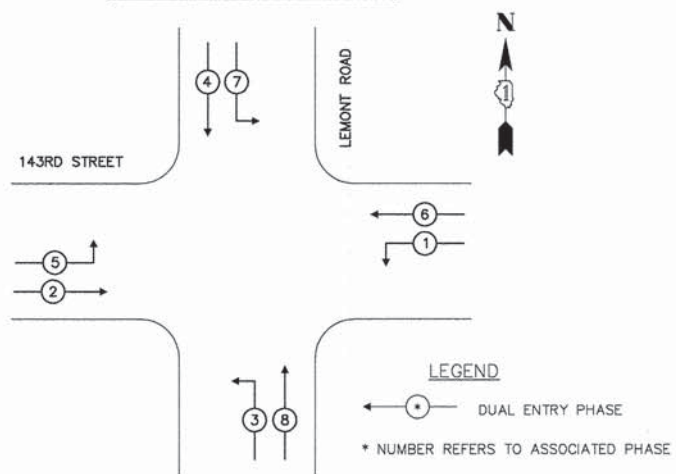 N
1
4
7
LEMONT ROAD
143RD STREET
6
1
5
2
3
8
LEGEND
* DUAL ENTRY PHASE
* NUMBER REFERS TO ASSOCIATED PHASE